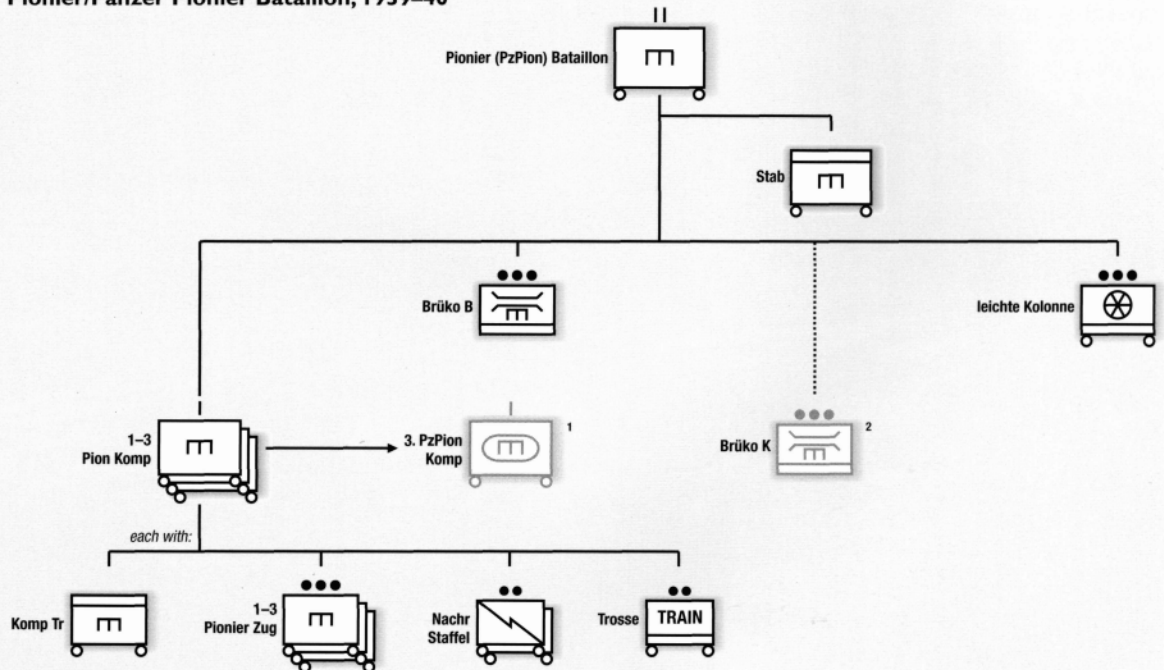 Pionier/Panzer Pionier Bataillon, 1939–40
Pionier (PzPion) Bataillon
Stab
Brüko B
leichte Kolonne
1–3
Pion Komp
3. PzPion
Komp
1
Brüko K
2
each with:
Komp Tr
1–3
Pionier Zug
Nachr
Staffel
Trosse
TRAIN